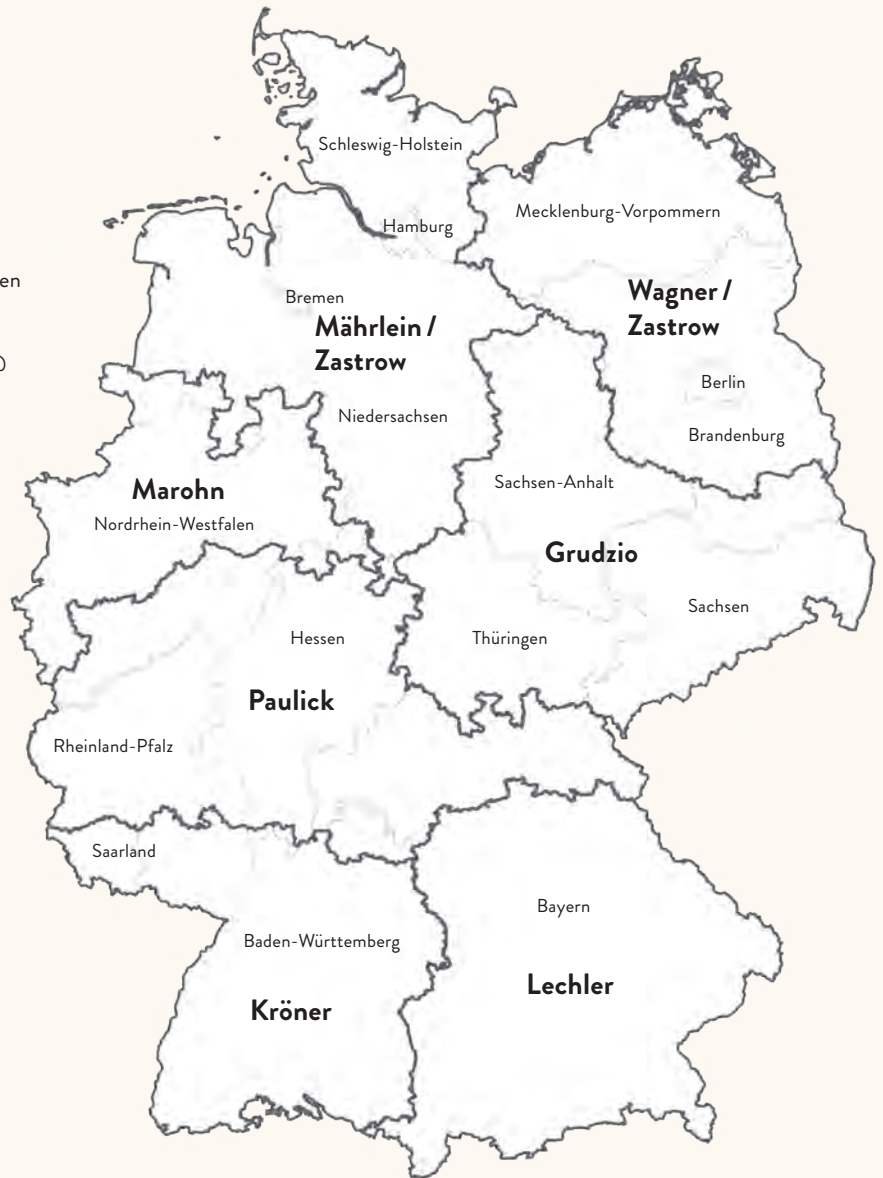 Schleswig-Holstein
Mecklenburg-Vorpommern
Hamburg
en
Bremen
Wagner /
Zastrow
Mährlein /
Zastrow
Berlin
Niedersachsen
Brandenburg
Marohn
Sachsen-Anhalt
Nordrhein-Westfalen
Grudzio
Sachsen
Hessen
Thüringen
Paulick
Rheinland-Pfalz
Saarland
Bayern
Baden-Württemberg
Lechler
Kröner